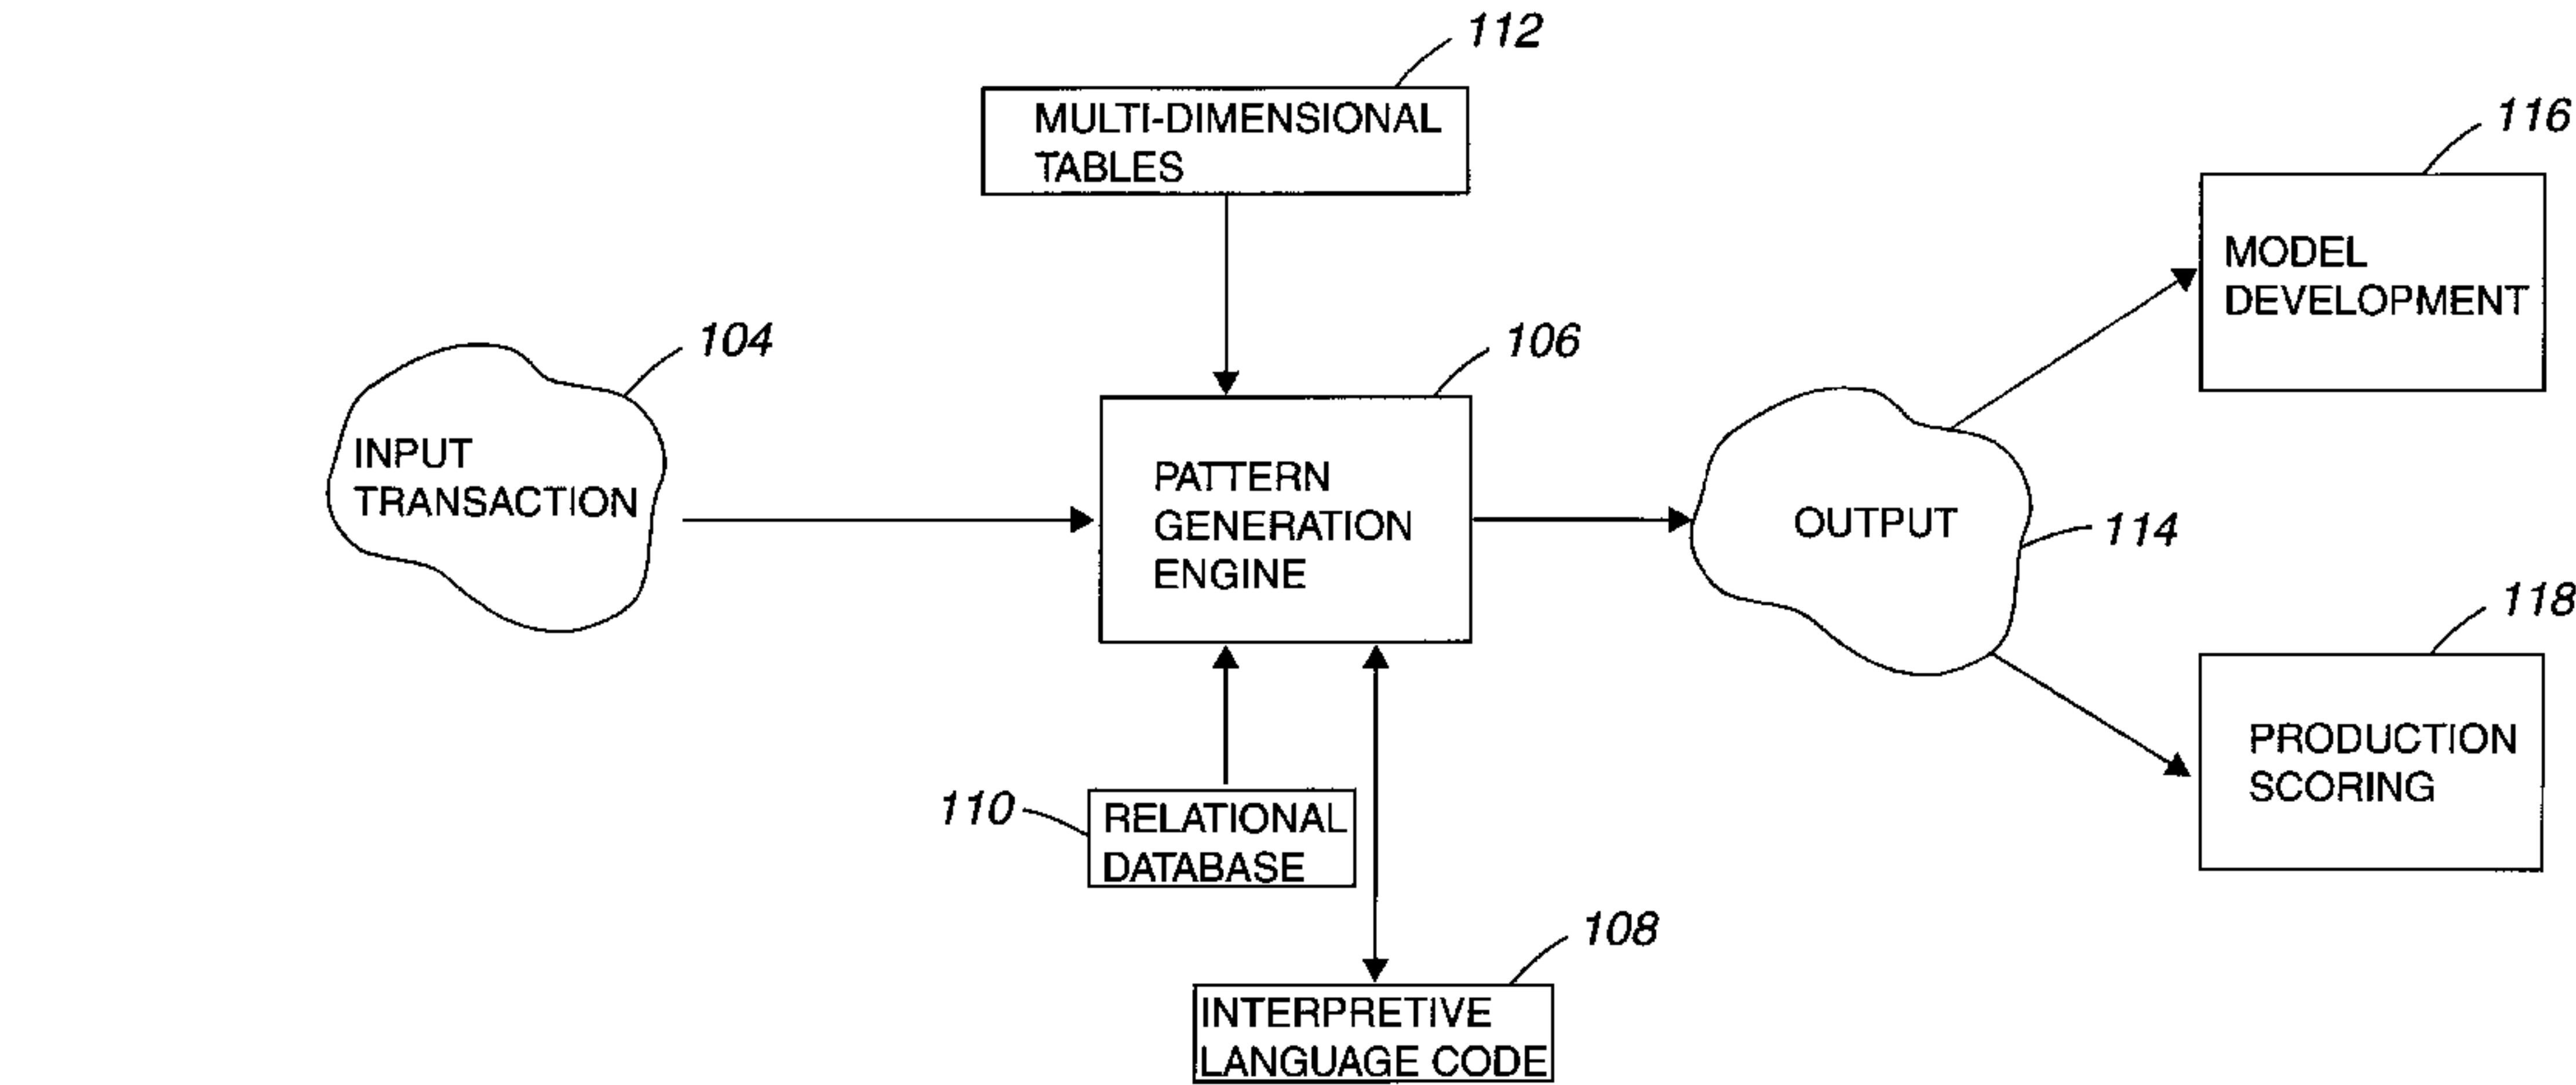 112
MULTI-DIMENSIONAL
TABLES
116
MODEL
DEVELOPMENT
104
INPUT
TRANSACTION
106
PATTERN
GENERATION
ENGINE
OUTPUT
114
118
PRODUCTION
SCORING
110
RELATIONAL
DATABASE
108
INTERPRETIVE
LANGUAGE CODE